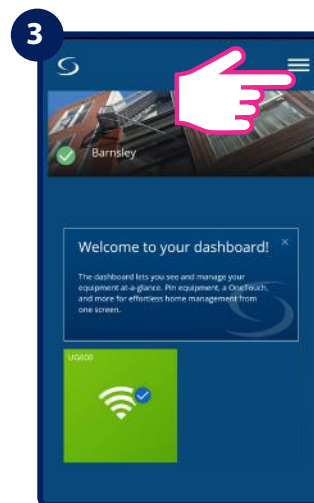 3
Barnsley
Welcome to your dashboard!
The dashboard lets you see and manage your
equipment at-a-glance. Pin equipment, a OneTouch,
and more for effortless home management from
one screen.
UG600